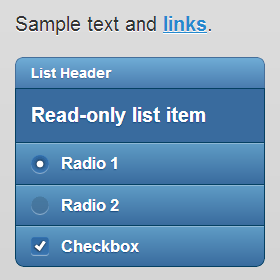 Sample text and links.
List Header
Read-only list item
Radio 1
Radio 2
Checkbox